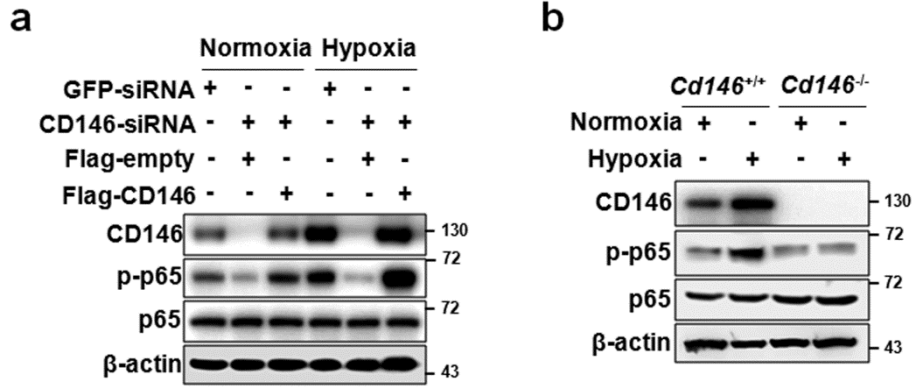 a
Normoxia Hypoxia
GFP-siRNA + - - + - -
CD146-siRNA - + + - + +
Flag-empty - + - - + -
Flag-CD146 - - + - - +
CD146 130
72
p-p65
p65 72
β-actin 43
b
Cd146+/+ Cd146-/-
Normoxia + - + -
Hypoxia - + - +
CD146 130
72
p-p65
p65 72
β-actin 43